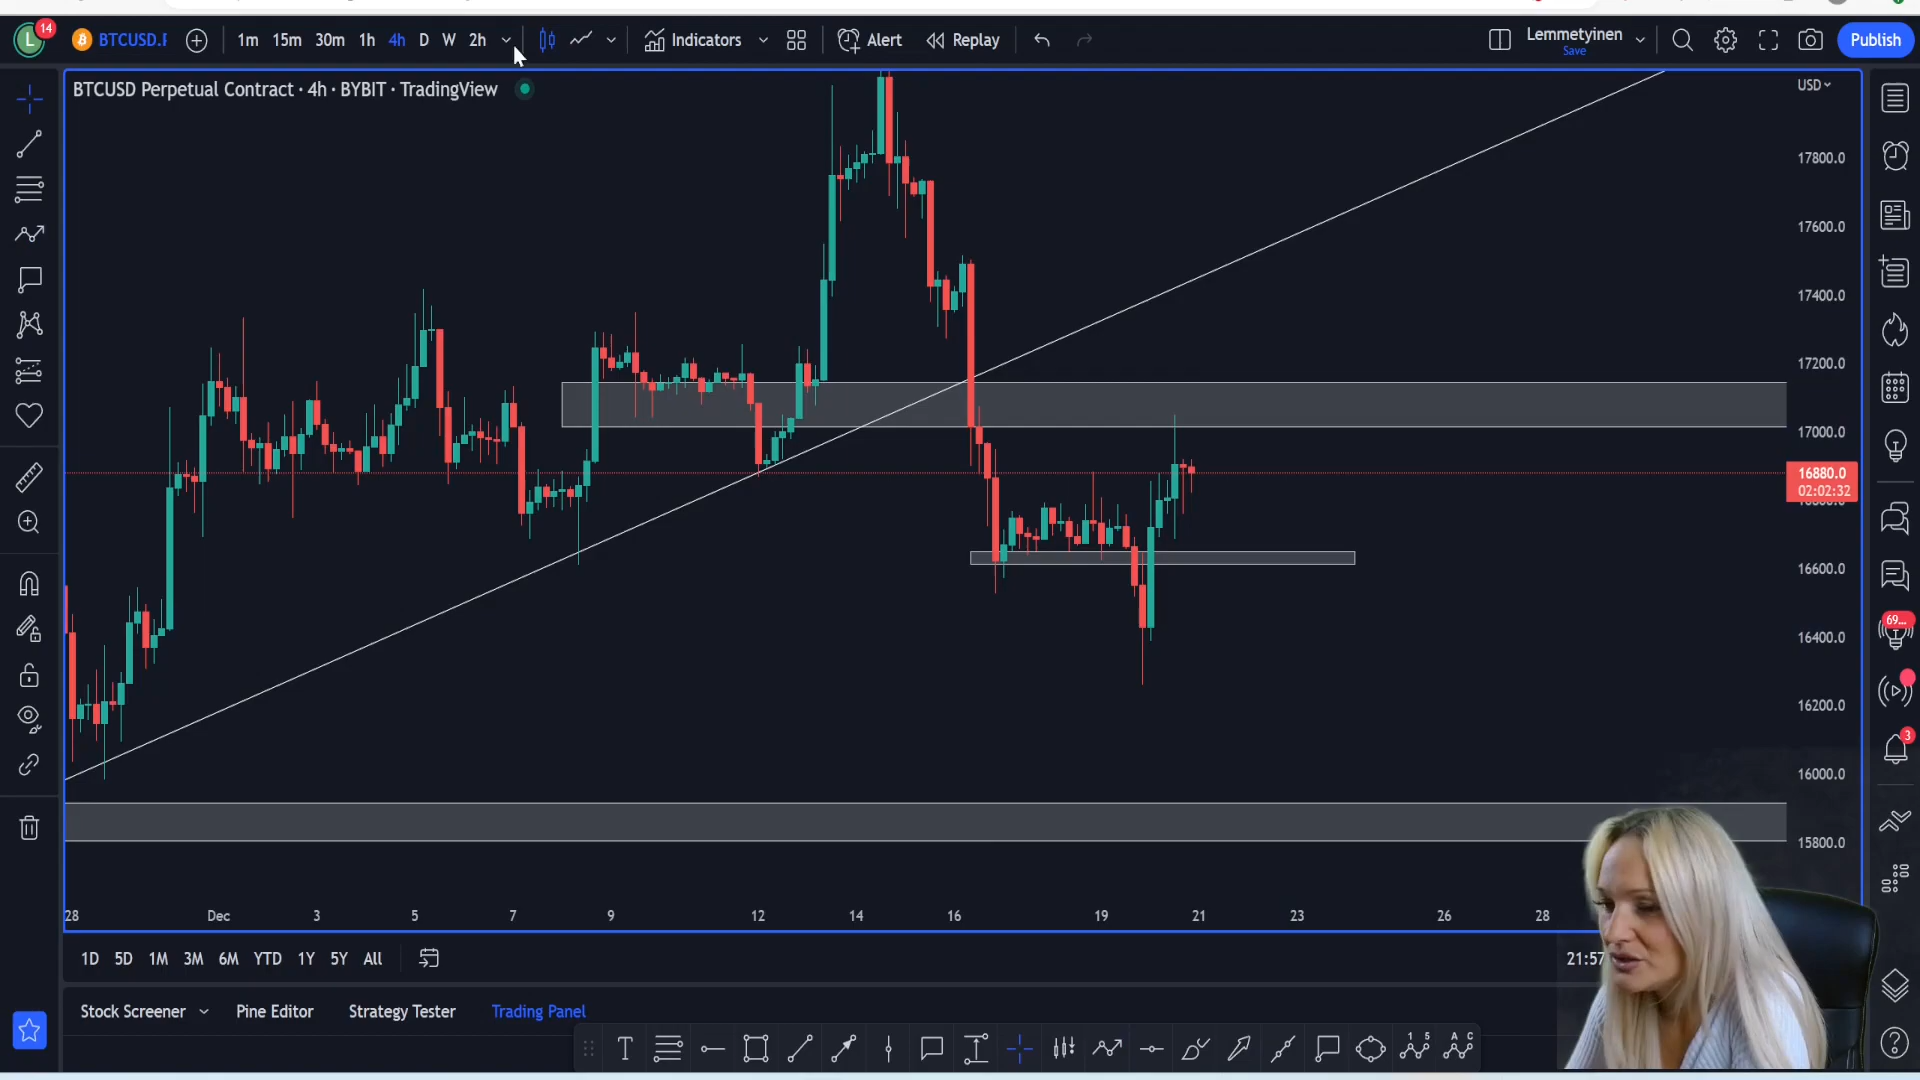 L
14
BTCUSD.F
1m 15m 30m 1h 4h D W 2h
Indicators
Alert
Replay
Lemmetyinen
Save
Publish
BTCUSD Perpetual Contract · 4h · BYBIT · TradingView
USD
17800.0
17600.0
17400.0
17200.0
17000.0
16880.0
02:02:32
16600.0
16400.0
16200.0
16000.0
15800.0
69...
3
28 Dec 3 5 7 9 12 14 16 19 21 23 26 28
1D 5D 1M 3M 6M YTD 1Y 5Y All
21:57
Stock Screener
Pine Editor
Strategy Tester
Trading Panel
T
1 5
A C